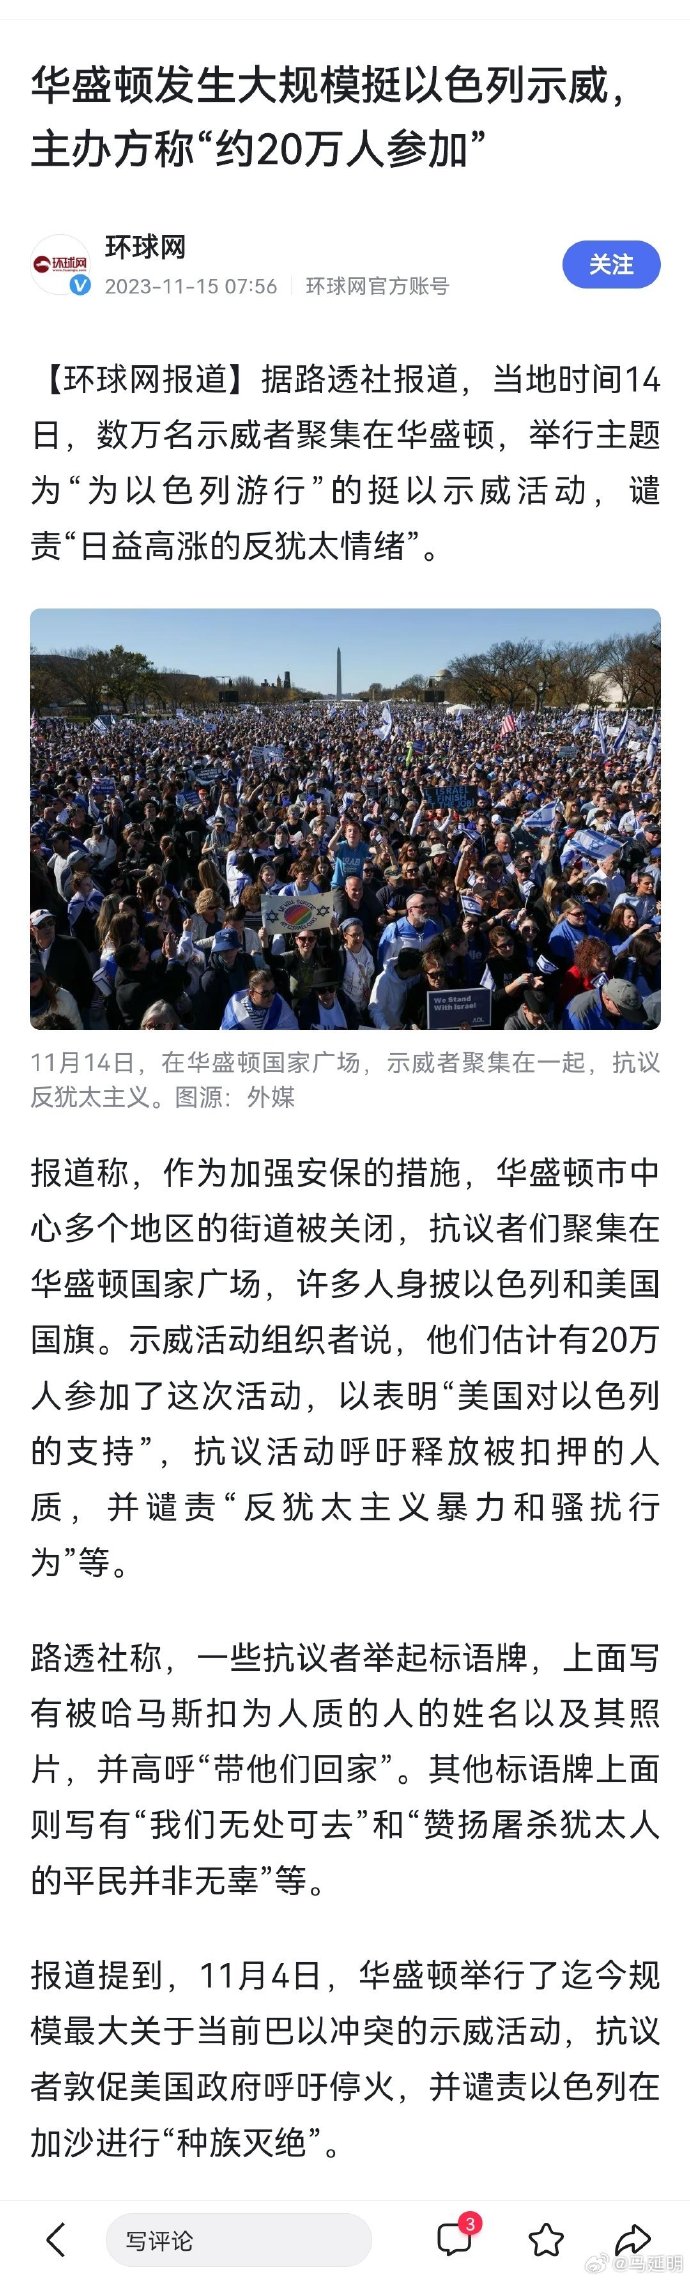 华盛顿发生大规模挺以色列示威，
主办方称“约20万人参加”
环球网
环球网
2023-11-15 07:56
环球网官方账号
关注
【环球网报道】据路透社报道，当地时间14
日，数万名示威者聚集在华盛顿，举行主题
为“为以色列游行”的挺以示威活动，谴
责“日益高涨的反犹太情绪”。
We Stand
With Israel
ADL
11月14日，在华盛顿国家广场，示威者聚集在一起，抗议
反犹太主义。图源：外媒
报道称，作为加强安保的措施，华盛顿市中
心多个地区的街道被关闭，抗议者们聚集在
华盛顿国家广场，许多人身披以色列和美国
国旗。示威活动组织者说，他们估计有20万
人参加了这次活动，以表明“美国对以色列
的支持”，抗议活动呼吁释放被扣押的人
质，并谴责“反犹太主义暴力和骚扰行
为”等。
路透社称，一些抗议者举起标语牌，上面写
有被哈马斯扣为人质的人的姓名以及其照
片，并高呼“带他们回家”。其他标语牌上面
则写有“我们无处可去”和“赞扬屠杀犹太人
的平民并非无辜”等。
报道提到，11月4日，华盛顿举行了迄今规
模最大关于当前巴以冲突的示威活动，抗议
者敦促美国政府呼吁停火，并谴责以色列在
加沙进行“种族灭绝”。
写评论
3
@马延明